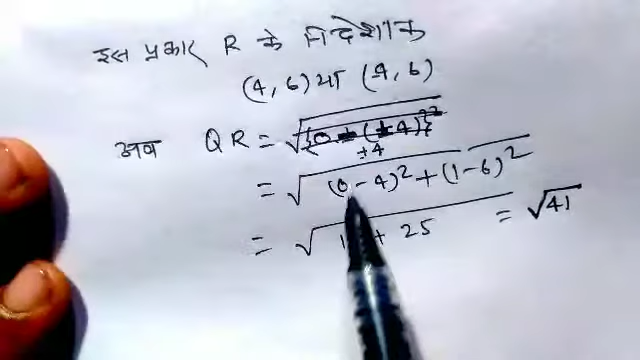 इस प्रकार R के निर्देशांक
(4, 6) या (4, 6)
अब QR = √{0 - (+4)}²
+4
= √(0-4)² + (1-6)²
= √1 + 25 = √41